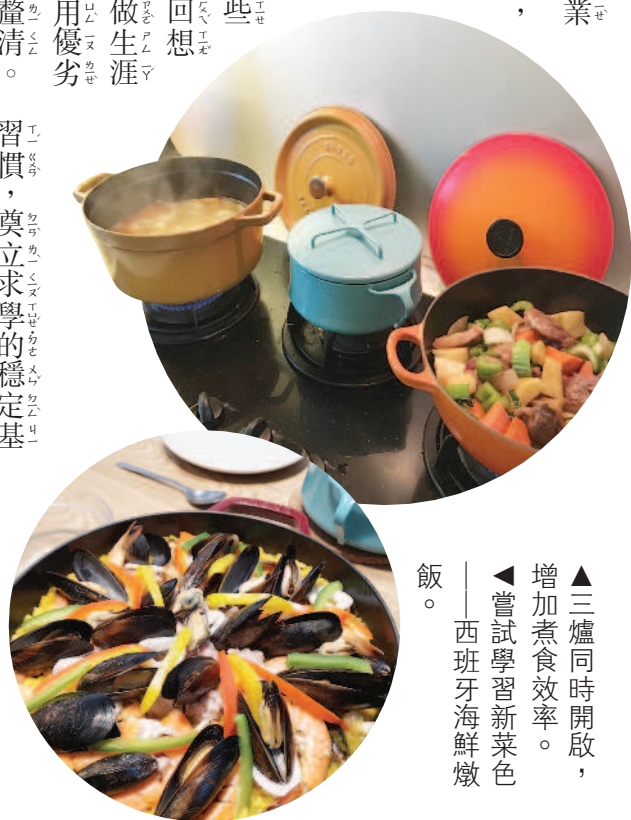 業
，
些
回想
做生涯
用優劣
釐清。
習慣，奠立求學的穩定基
▲三爐同時開啟，
增加煮食效率。
◀嘗試學習新菜色
——西班牙海鮮燉
飯。